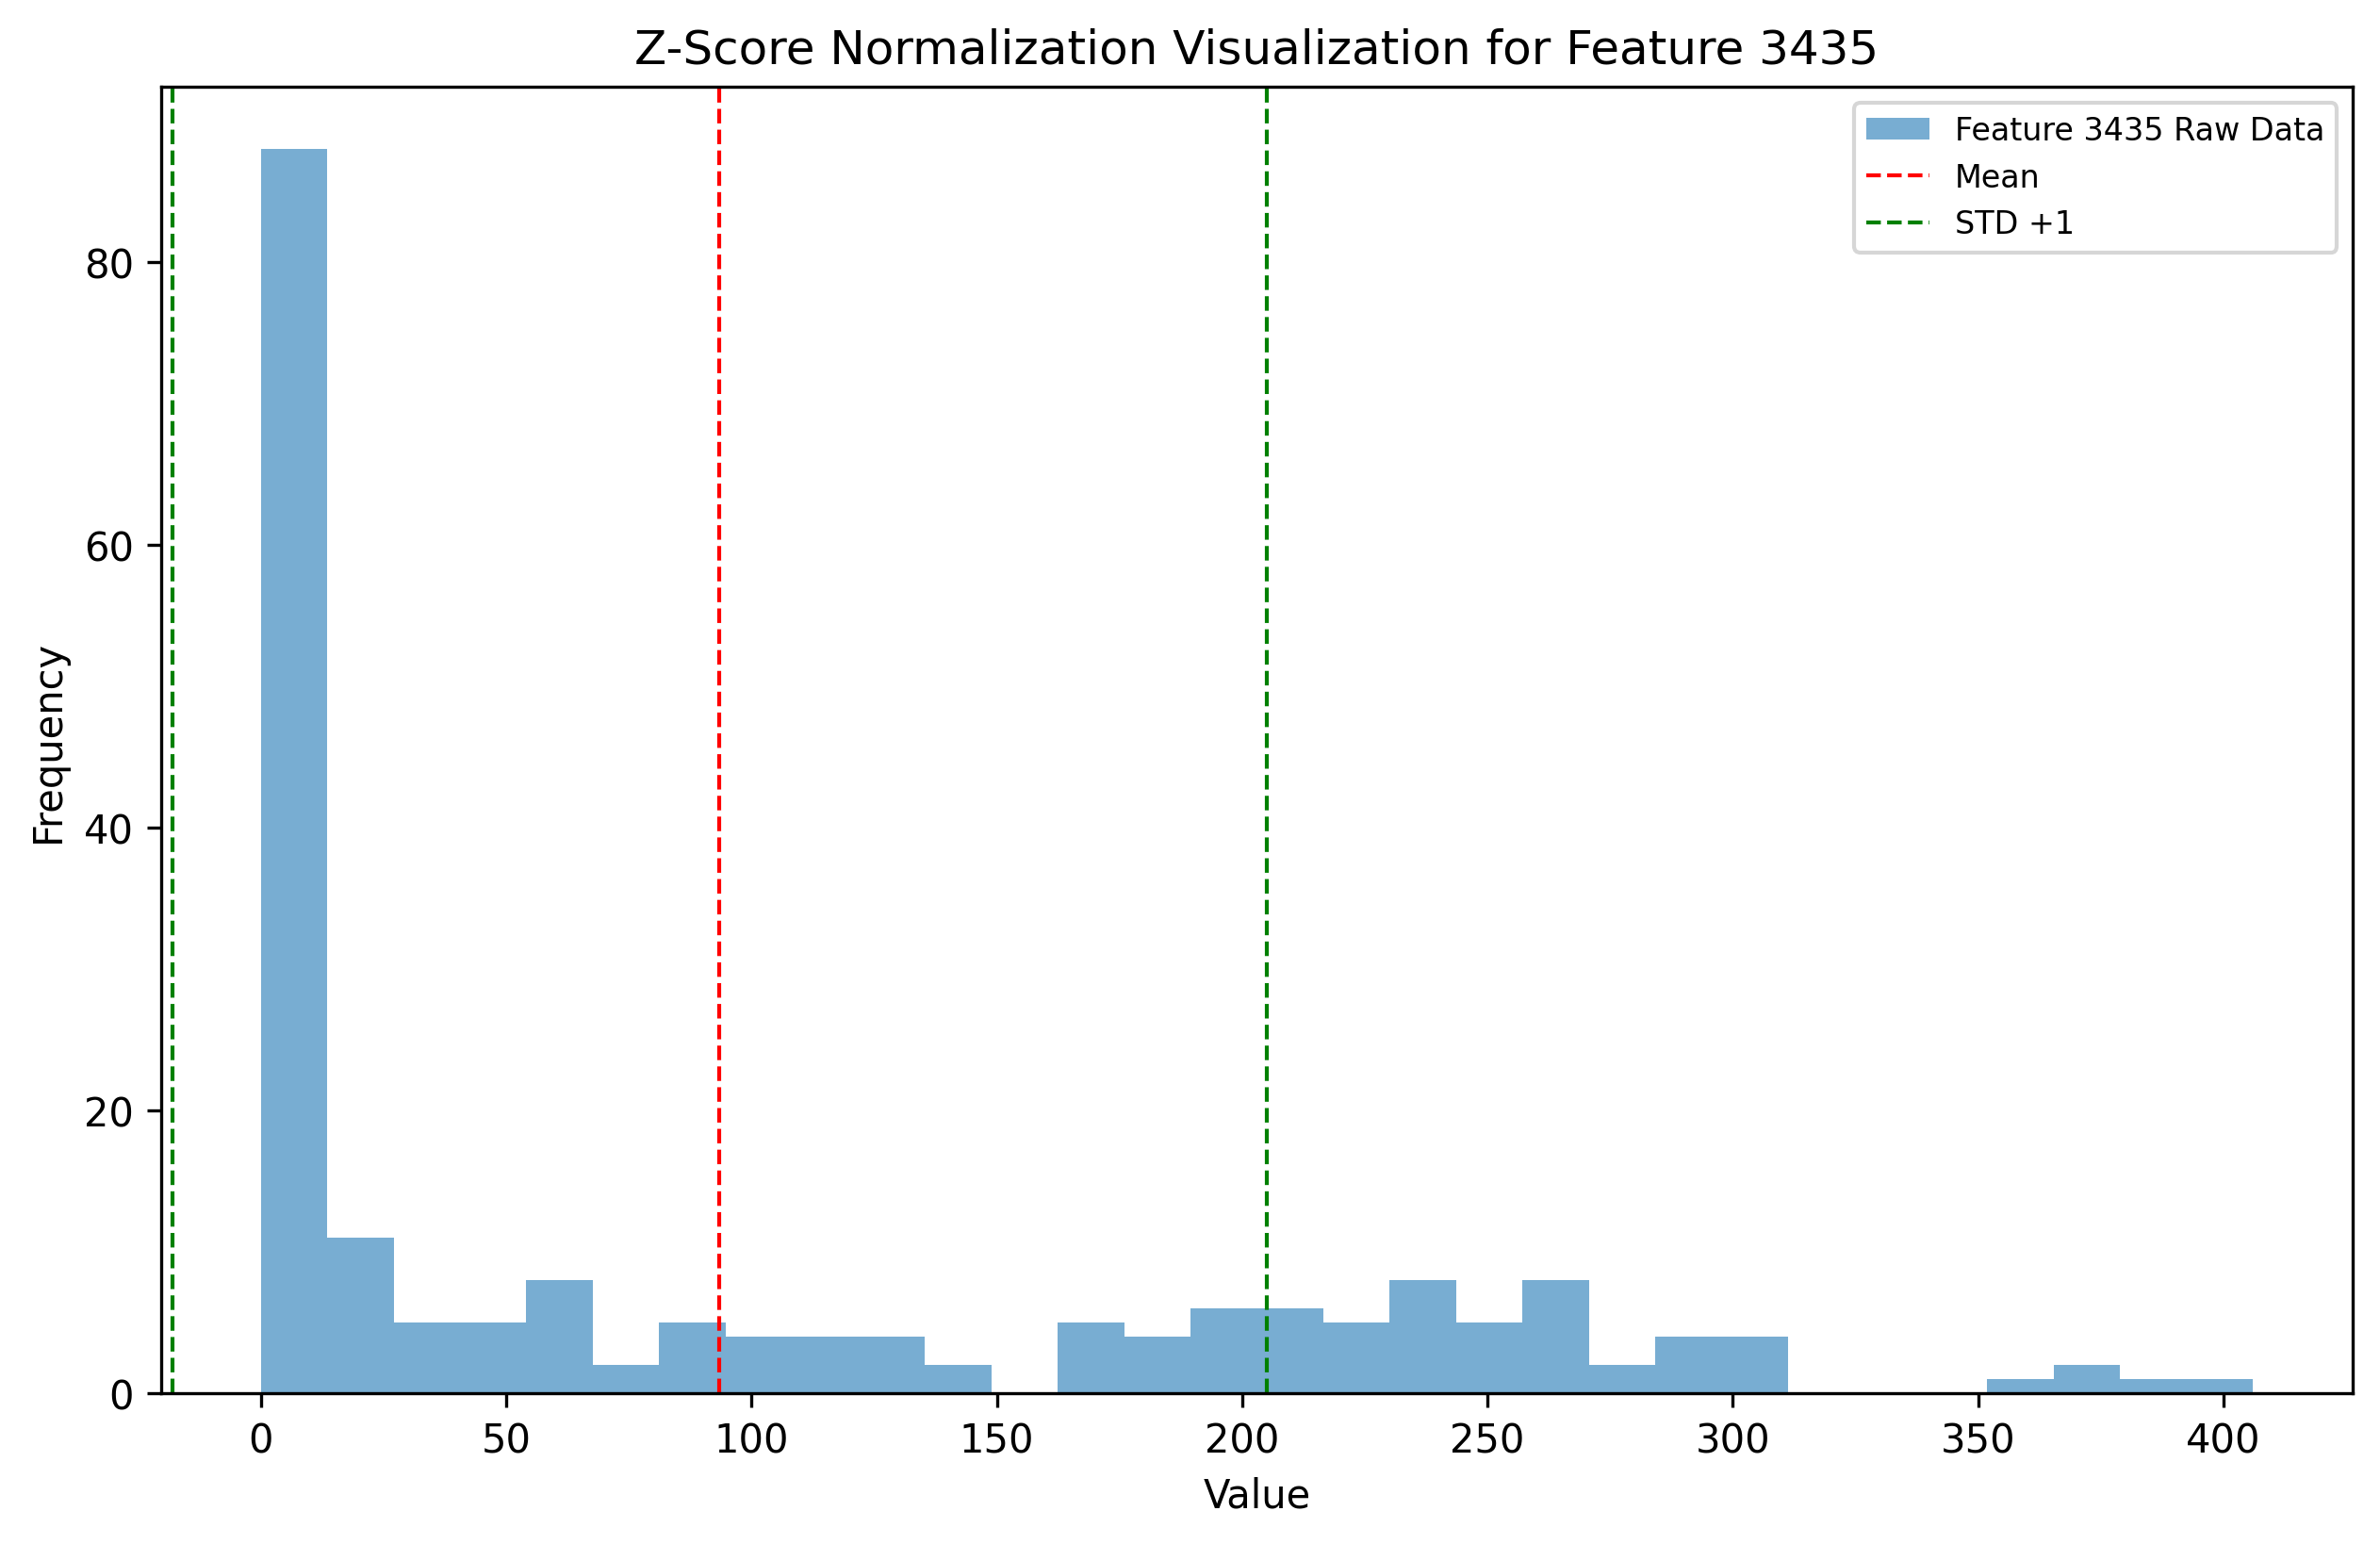 Z-Score Normalization Visualization for Feature 3435
Feature 3435 Raw Data
Mean
STD +1
Frequency
80
60
40
20
0
0 50 100 150 200 250 300 350 400
Value